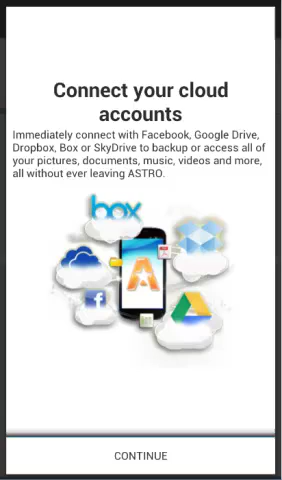 Connect your cloud
accounts
Immediately connect with Facebook, Google Drive,
Dropbox, Box or SkyDrive to backup or access all of
your pictures, documents, music, videos and more,
all without ever leaving ASTRO.
box
A
f
CONTINUE